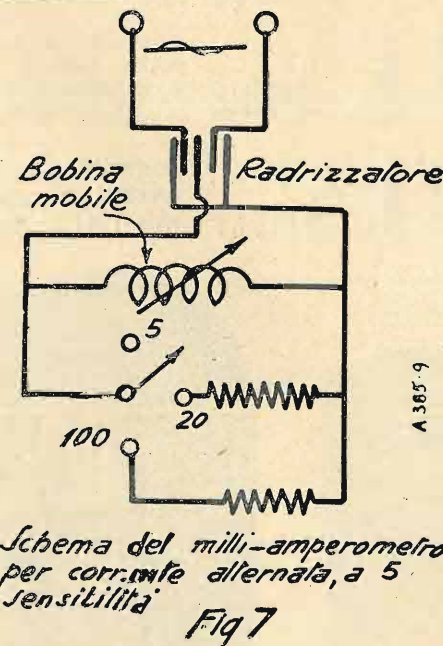 Bobina
mobile
Radrizzatore
5
20
100
A 385-9
Schema del milli-amperometro
per corrente alternata, a 5
sensitilità
Fig 7